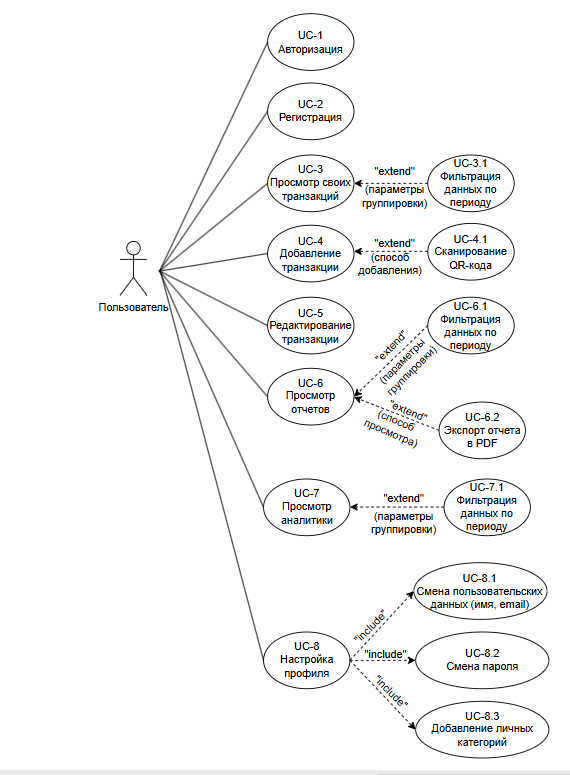 UC-1
Авторизация
UC-2
Регистрация
UC-3
Просмотр своих
транзакций
"extend"
(параметры
группировки)
UC-3.1
Фильтрация
данных по
периоду
Пользователь
UC-4
Добавление
транзакции
"extend"
(способ
добавления)
UC-4.1
Сканирование
QR-кода
UC-5
Редактирование
транзакции
UC-6
Просмотр
отчетов
"extend"
(параметры
группировки)
UC-6.1
Фильтрация
данных по
периоду
"extend"
(способ
просмотра)
UC-6.2
Экспорт отчета
в PDF
UC-7
Просмотр
аналитики
"extend"
(параметры
группировки)
UC-7.1
Фильтрация
данных по
периоду
UC-8
Настройка
профиля
"include"
UC-8.1
Смена пользовательских
данных (имя, email)
"include"
UC-8.2
Смена пароля
"include"
UC-8.3
Добавление личных
категорий